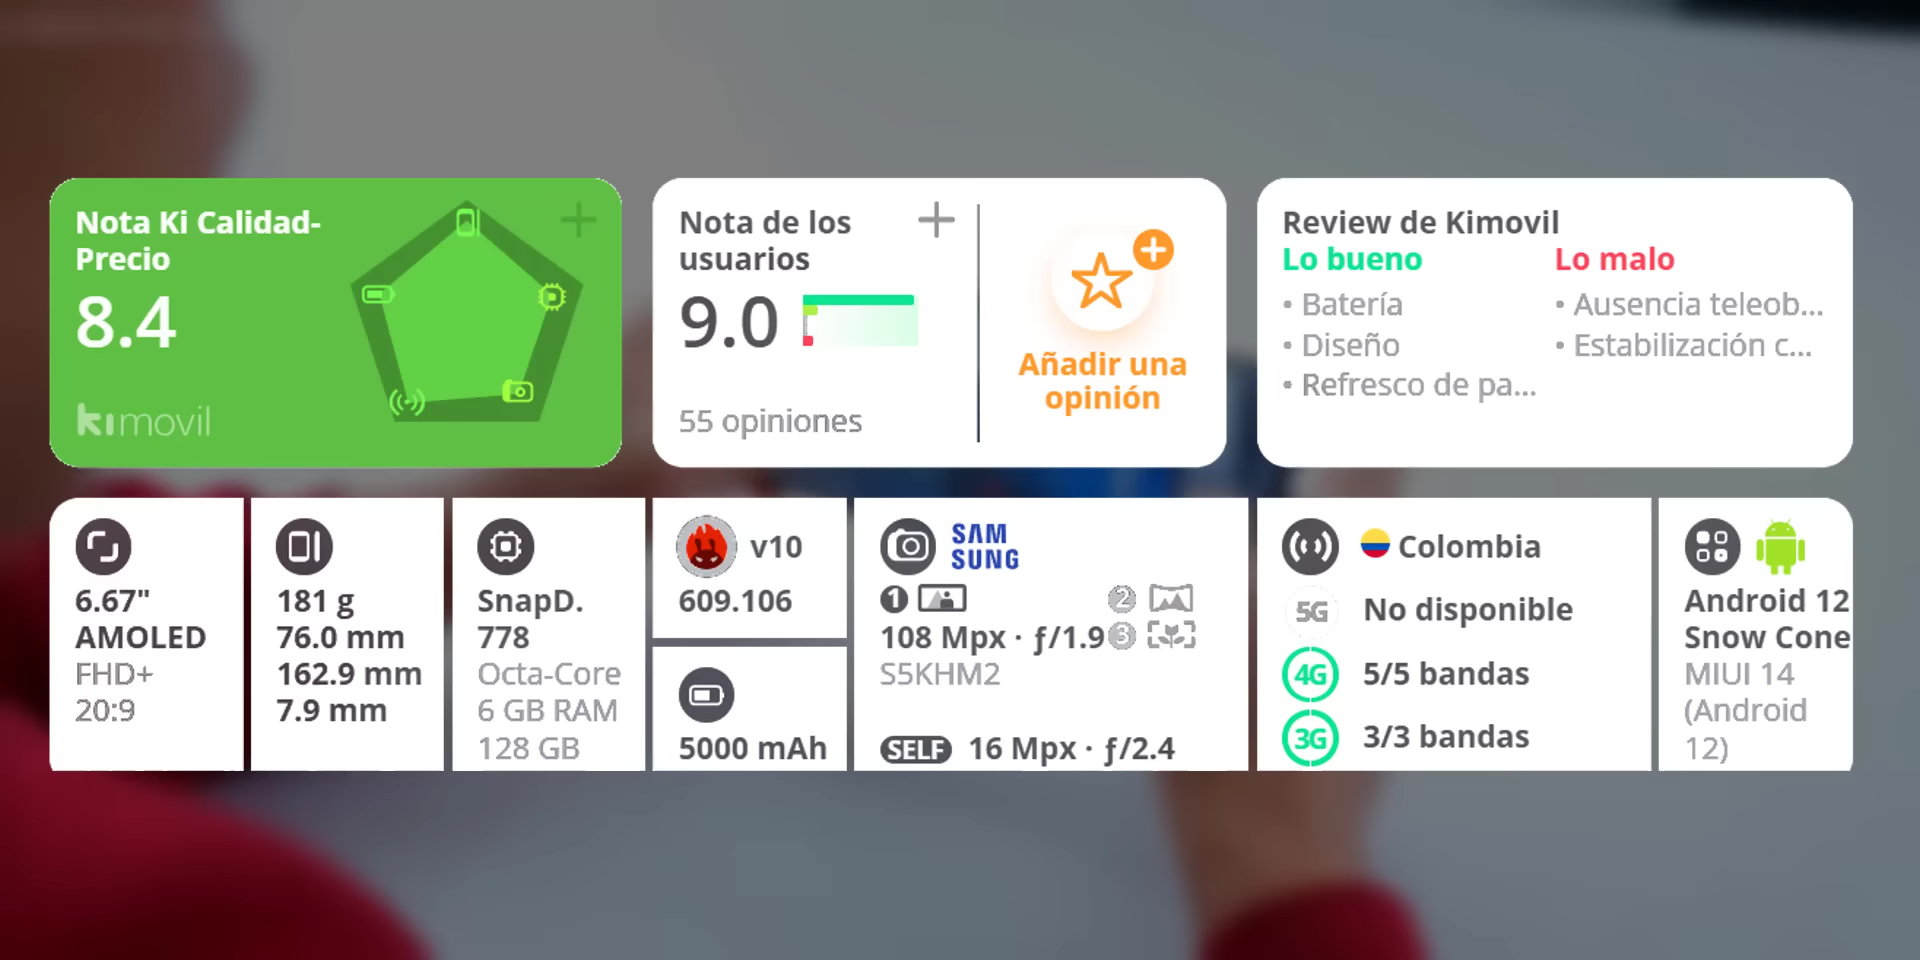 Nota Ki Calidad-
Precio
8.4
kimovil
Nota de los
usuarios
9.0
55 opiniones
Añadir una
opinión
Review de Kimovil
Lo bueno
• Batería
• Diseño
• Refresco de pa...
Lo malo
• Ausencia teleob...
• Estabilización c...
6.67"
AMOLED
FHD+
20:9
181 g
76.0 mm
162.9 mm
7.9 mm
SnapD.
778
Octa-Core
6 GB RAM
128 GB
v10
609.106
5000 mAh
SAM
SUNG
1
2
108 Mpx · ƒ/1.9
3
S5KHM2
SELF 16 Mpx · ƒ/2.4
Colombia
5G No disponible
4G 5/5 bandas
3G 3/3 bandas
Android 12
Snow Cone
MIUI 14
(Android
12)